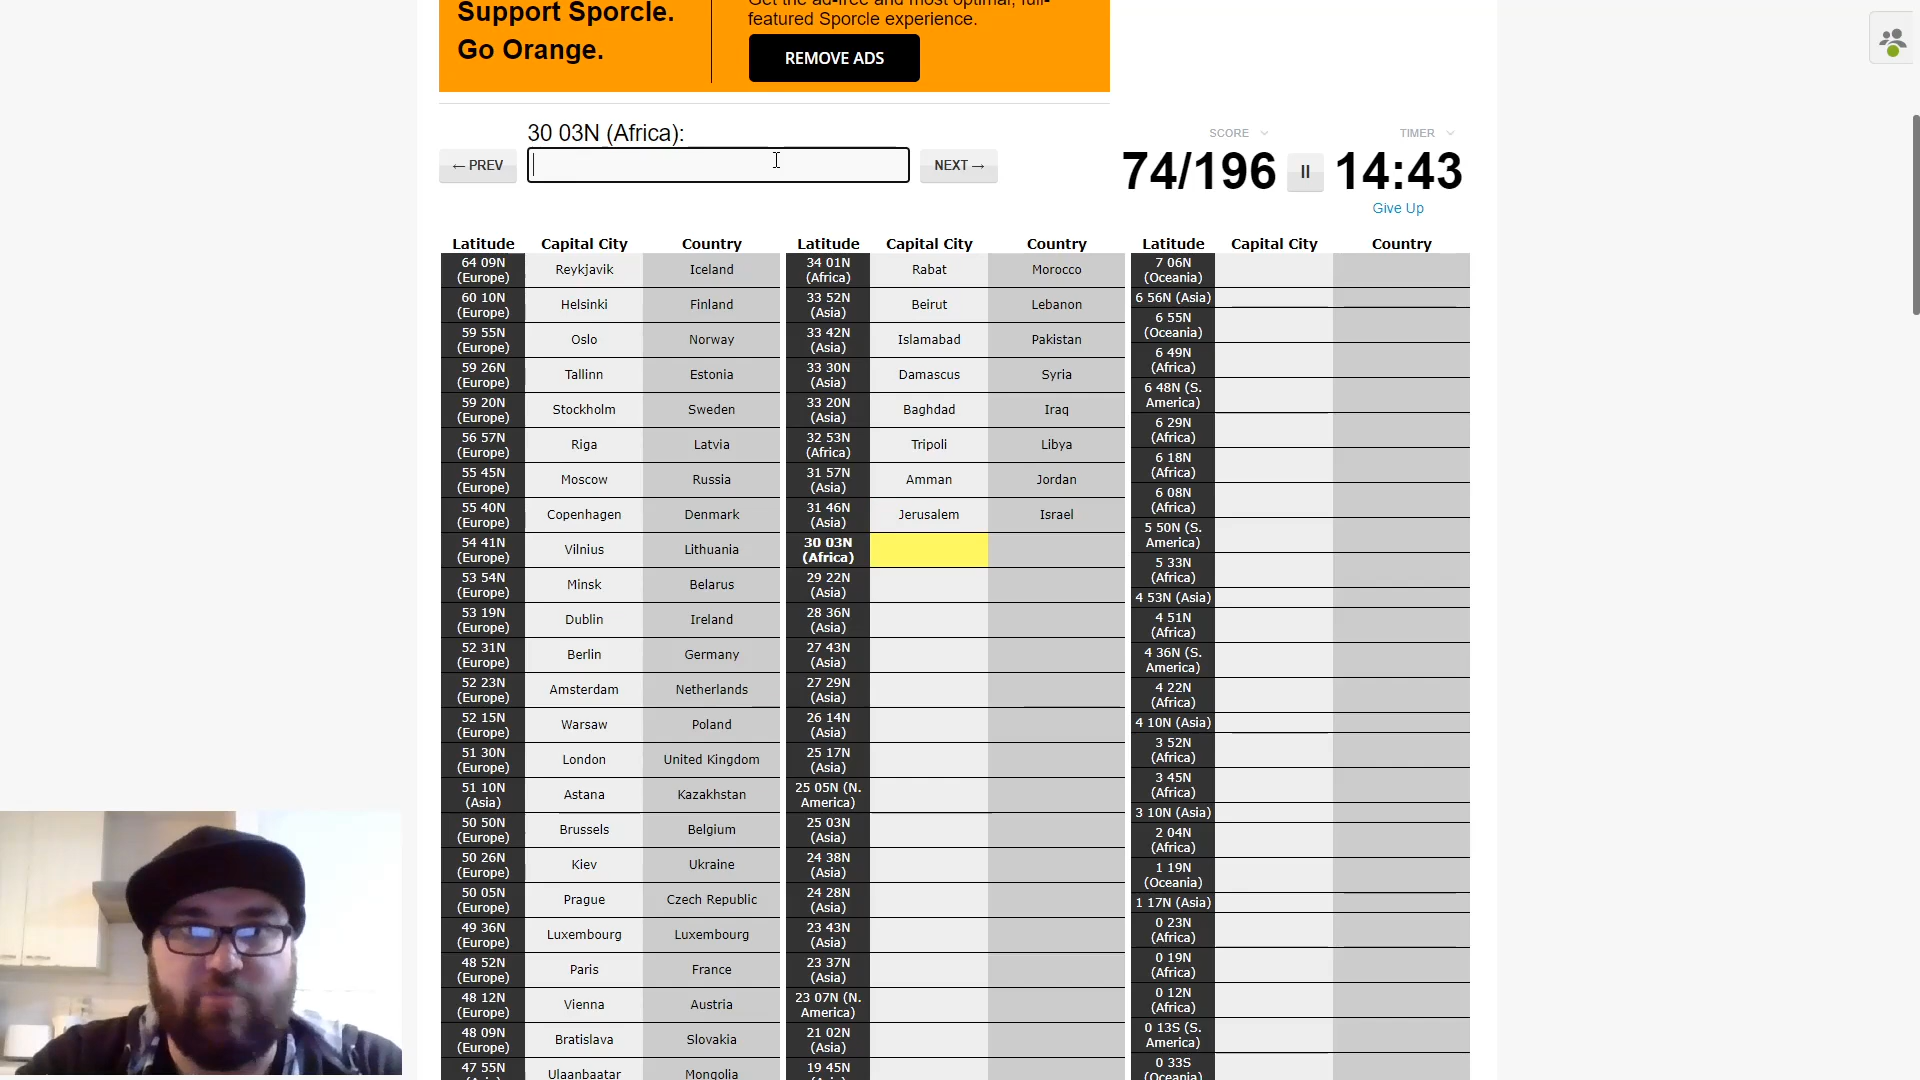 Support Sporcle.
Go Orange.
Get the ad-free and most optimal, full-
featured Sporcle experience.
REMOVE ADS
30 03N (Africa):
← PREV
NEXT →
SCORE
74/196
TIMER
14:43
Give Up
Latitude Capital City Country
64 09N (Europe) Reykjavik Iceland
60 10N (Europe) Helsinki Finland
59 55N (Europe) Oslo Norway
59 26N (Europe) Tallinn Estonia
59 20N (Europe) Stockholm Sweden
56 57N (Europe) Riga Latvia
55 45N (Europe) Moscow Russia
55 40N (Europe) Copenhagen Denmark
54 41N (Europe) Vilnius Lithuania
53 54N (Europe) Minsk Belarus
53 19N (Europe) Dublin Ireland
52 31N (Europe) Berlin Germany
52 23N (Europe) Amsterdam Netherlands
52 15N (Europe) Warsaw Poland
51 30N (Europe) London United Kingdom
51 10N (Asia) Astana Kazakhstan
50 50N (Europe) Brussels Belgium
50 26N (Europe) Kiev Ukraine
50 05N (Europe) Prague Czech Republic
49 36N (Europe) Luxembourg Luxembourg
48 52N (Europe) Paris France
48 12N (Europe) Vienna Austria
48 09N (Europe) Bratislava Slovakia
47 55N Ulaanbaatar Mongolia
Latitude Capital City Country
34 01N (Africa) Rabat Morocco
33 52N (Asia) Beirut Lebanon
33 42N (Asia) Islamabad Pakistan
33 30N (Asia) Damascus Syria
33 20N (Asia) Baghdad Iraq
32 53N (Africa) Tripoli Libya
31 57N (Asia) Amman Jordan
31 46N (Asia) Jerusalem Israel
30 03N (Africa)
29 22N (Asia)
28 36N (Asia)
27 43N (Asia)
27 29N (Asia)
26 14N (Asia)
25 17N (Asia)
25 05N (N. America)
25 03N (Asia)
24 38N (Asia)
24 28N (Asia)
23 43N (Asia)
23 37N (Asia)
23 07N (N. America)
21 02N (Asia)
19 45N
Latitude Capital City Country
7 06N (Oceania)
6 56N (Asia)
6 55N (Oceania)
6 49N (Africa)
6 48N (S. America)
6 29N (Africa)
6 18N (Africa)
6 08N (Africa)
5 50N (S. America)
5 33N (Africa)
4 53N (Asia)
4 51N (Africa)
4 36N (S. America)
4 22N (Africa)
4 10N (Asia)
3 52N (Africa)
3 45N (Africa)
3 10N (Asia)
2 04N (Africa)
1 19N (Oceania)
1 17N (Asia)
0 23N (Africa)
0 19N (Africa)
0 12N (Africa)
0 13S (S. America)
0 33S (Oceania)